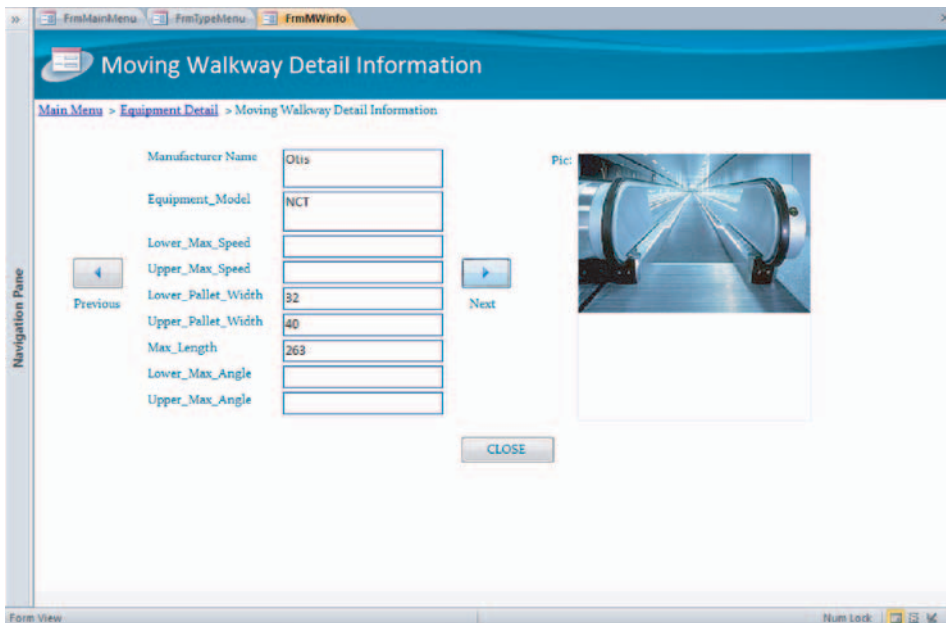 » FrmMainMenu FrmTypeMenu FrmMWinfo ×
Moving Walkway Detail Information
Main Menu > Equipment Detail > Moving Walkway Detail Information
Manufacturer Name Otis Pic:
Equipment_Model NCT
Lower_Max_Speed
Upper_Max_Speed
Previous
Lower_Pallet_Width 32
Next
Upper_Pallet_Width 40
Max_Length 263
Lower_Max_Angle
Upper_Max_Angle
CLOSE
Navigation Pane
Form View Num Lock